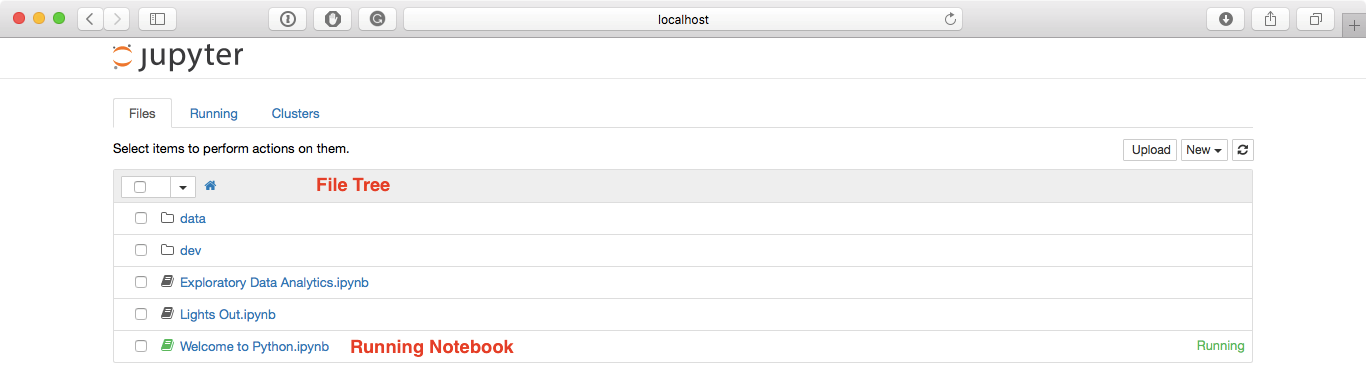 localhost
jupyter
Files Running Clusters
Select items to perform actions on them. Upload New
File Tree
data
dev
Exploratory Data Analytics.ipynb
Lights Out.ipynb
Welcome to Python.ipynb Running Notebook Running